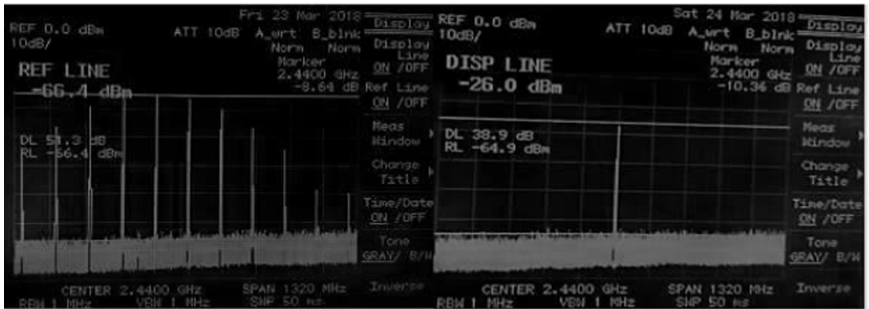 Fri 23 Mar 2018
REF 0.0 dBm
10dB/
ATT 10dB A_wrt B_blnk
Norm Norm
Marker
2.4400 GHz
-8.64 dB
REF LINE
-66.4 dBm
DL 51.3 dB
RL -66.4 dBm
CENTER 2.4400 GHz SPAN 1320 MHz
RBW 1 MHz VBW 1 MHz SWP 50 ms
Display
Display
Line
ON /OFF
Ref Line
ON /OFF
Meas
Window
Change
Title
Time/Date
ON /OFF
Tone
GRAY/ B/W
Inverse
Sat 24 Mar 2018
REF 0.0 dBm
10dB/
ATT 10dB A_wrt B_blnk
Norm Norm
Marker
2.4400 GHz
-10.36 dB
DISP LINE
-26.0 dBm
DL 38.9 dB
RL -64.9 dBm
CENTER 2.4400 GHz SPAN 1320 MHz
RBW 1 MHz VBW 1 MHz SWP 50 ms
Display
Display
Line
ON /OFF
Ref Line
ON /OFF
Meas
Window
Change
Title
Time/Date
ON /OFF
Tone
GRAY/ B/W
Inverse